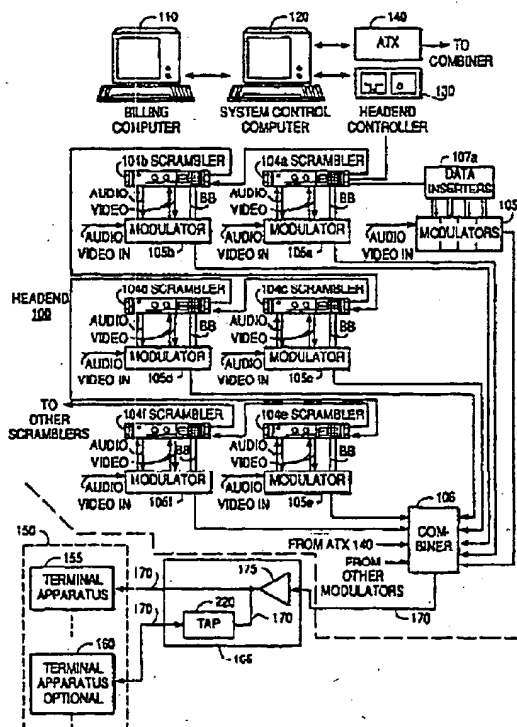 110
120
140
ATX
TO COMBINER
130
BILLING COMPUTER
SYSTEM CONTROL COMPUTER
HEADEND CONTROLLER
104b SCRAMBLER
104a SCRAMBLER
107a
DATA INSERTERS
AUDIO
VIDEO
BB
AUDIO
VIDEO
BB
105
MODULATOR
MODULATOR
MODULATORS
AUDIO
VIDEO IN
105b
AUDIO
VIDEO IN
105a
AUDIO
VIDEO IN
HEADEND
100
104d SCRAMBLER
104c SCRAMBLER
AUDIO
VIDEO
BB
AUDIO
VIDEO
BB
MODULATOR
MODULATOR
AUDIO
VIDEO IN
105d
AUDIO
VIDEO IN
105c
TO OTHER SCRAMBLERS
104f SCRAMBLER
104e SCRAMBLER
AUDIO
VIDEO
BB
AUDIO
VIDEO
BB
MODULATOR
MODULATOR
AUDIO
VIDEO IN
AUDIO
VIDEO IN
105e
106
COM-
BINER
FROM ATX 140
FROM OTHER MODULATORS
170
150
155
TERMINAL APPARATUS
170
175
220
TAP
170
170
160
TERMINAL APPARATUS OPTIONAL